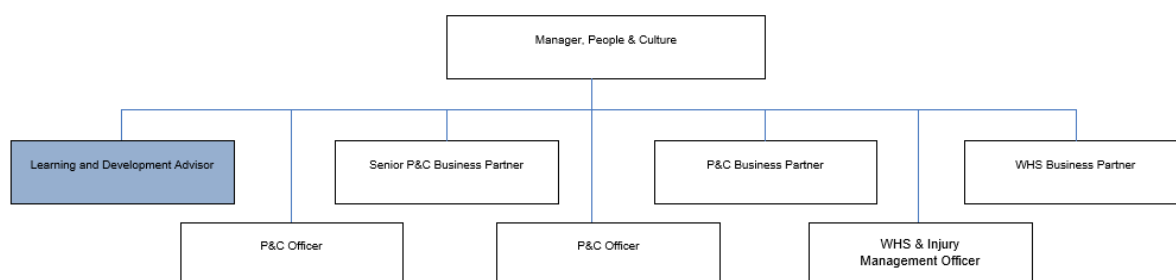 Manager, People & Culture
Learning and Development Advisor
Senior P&C Business Partner
P&C Business Partner
WHS Business Partner
P&C Officer
P&C Officer
WHS & Injury
Management Officer